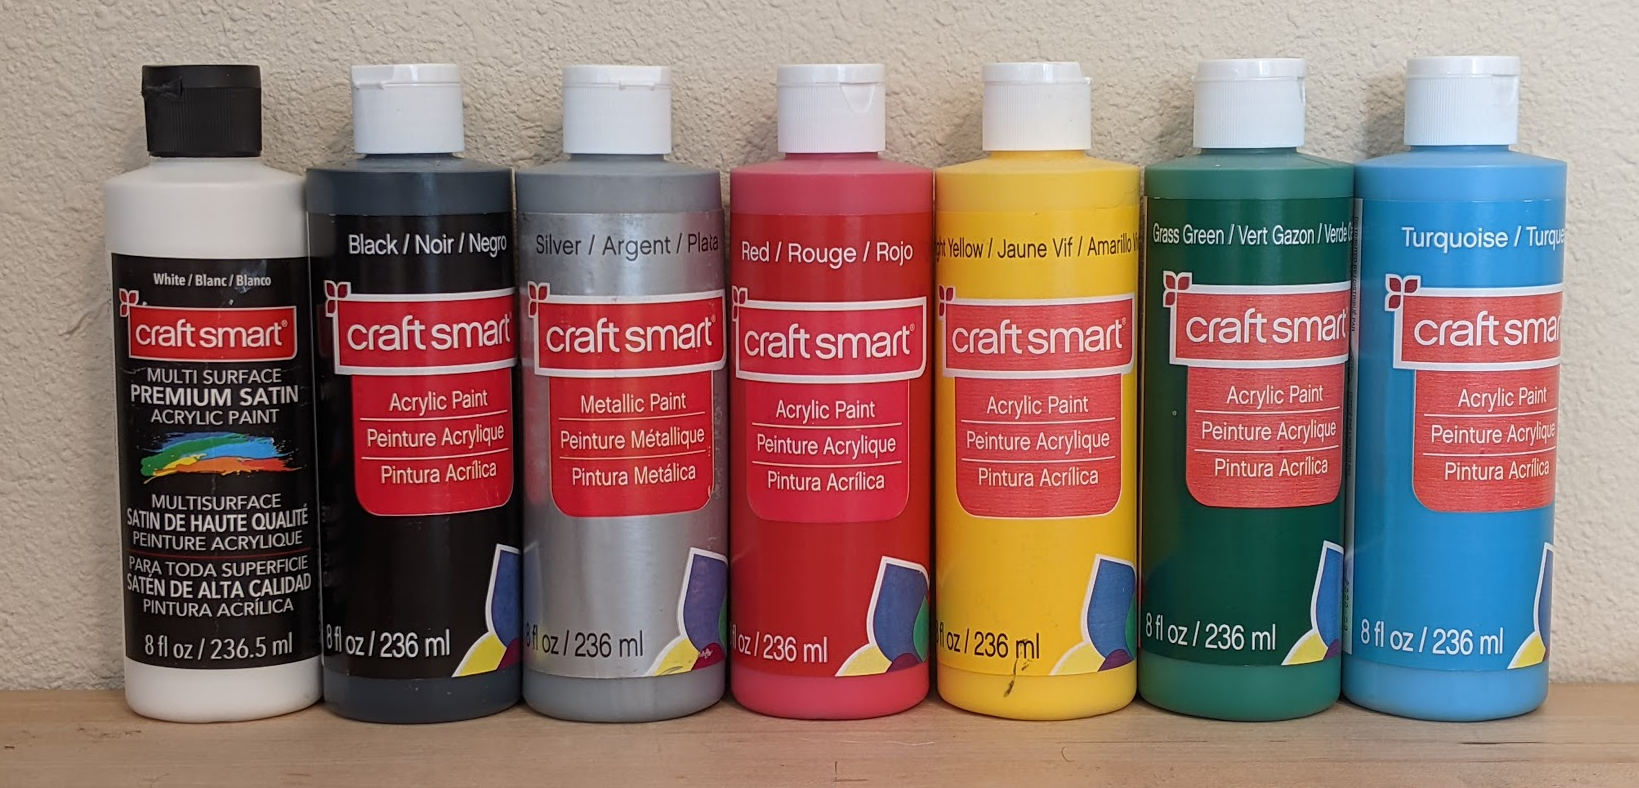 White / Blanc / Blanco
craft smart®
MULTI SURFACE
PREMIUM SATIN
ACRYLIC PAINT
MULTISURFACE
SATIN DE HAUTE QUALITÉ
PEINTURE ACRYLIQUE
PARA TODA SUPERFICIE
SATÉN DE ALTA CALIDAD
PINTURA ACRÍLICA
8 fl oz / 236.5 ml
Black / Noir / Negro
craft smart
Acrylic Paint
Peinture Acrylique
Pintura Acrílica
8 fl oz / 236 ml
Silver / Argent / Plata
craft smart®
Metallic Paint
Peinture Métallique
Pintura Metálica
8 fl oz / 236 ml
Red / Rouge / Rojo
craft smart®
Acrylic Paint
Peinture Acrylique
Pintura Acrílica
fl oz / 236 ml
Yellow / Jaune Vif / Amarillo
craft smart®
Acrylic Paint
Peinture Acrylique
Pintura Acrílica
fl oz / 236 ml
Grass Green / Vert Gazon / Verde
craft smart
Acrylic Paint
Peinture Acrylique
Pintura Acrílica
8 fl oz / 236 ml
Turquoise / Turquo
craft smar
Acrylic Paint
Peinture Acrylique
Pintura Acrílica
8 fl oz / 236 ml